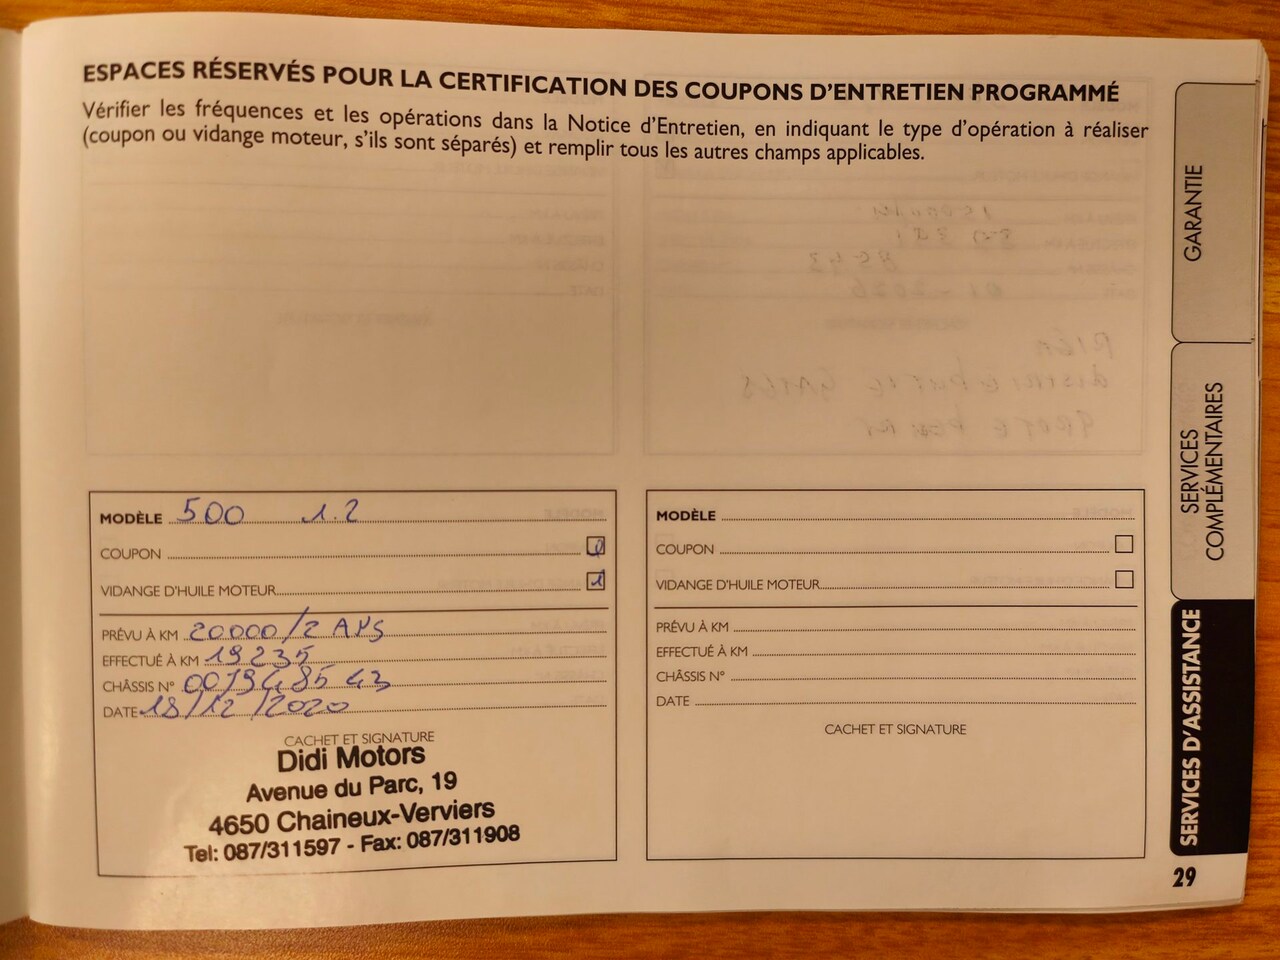 ESPACES RÉSERVÉS POUR LA CERTIFICATION DES COUPONS D'ENTRETIEN PROGRAMMÉ
Vérifier les fréquences et les opérations dans la Notice d'Entretien, en indiquant le type d'opération à réaliser
(coupon ou vidange moteur, s'ils sont séparés) et remplir tous les autres champs applicables.
MODÈLE 500 1.2
COUPON
VIDANGE D'HUILE MOTEUR
PRÉVU À KM 20000/2 ANS
EFFECTUÉ À KM 19235
CHÂSSIS N°
DATE 18/12/2020
CACHET ET SIGNATURE
Didi Motors
Avenue du Parc, 19
4650 Chaineux-Verviers
Tel: 087/311597 - Fax: 087/311908
MODÈLE
COUPON
VIDANGE D'HUILE MOTEUR
PRÉVU À KM
EFFECTUÉ À KM
CHÂSSIS N°
DATE
CACHET ET SIGNATURE
GARANTIE
SERVICES
COMPLÉMENTAIRES
SERVICES D'ASSISTANCE
29